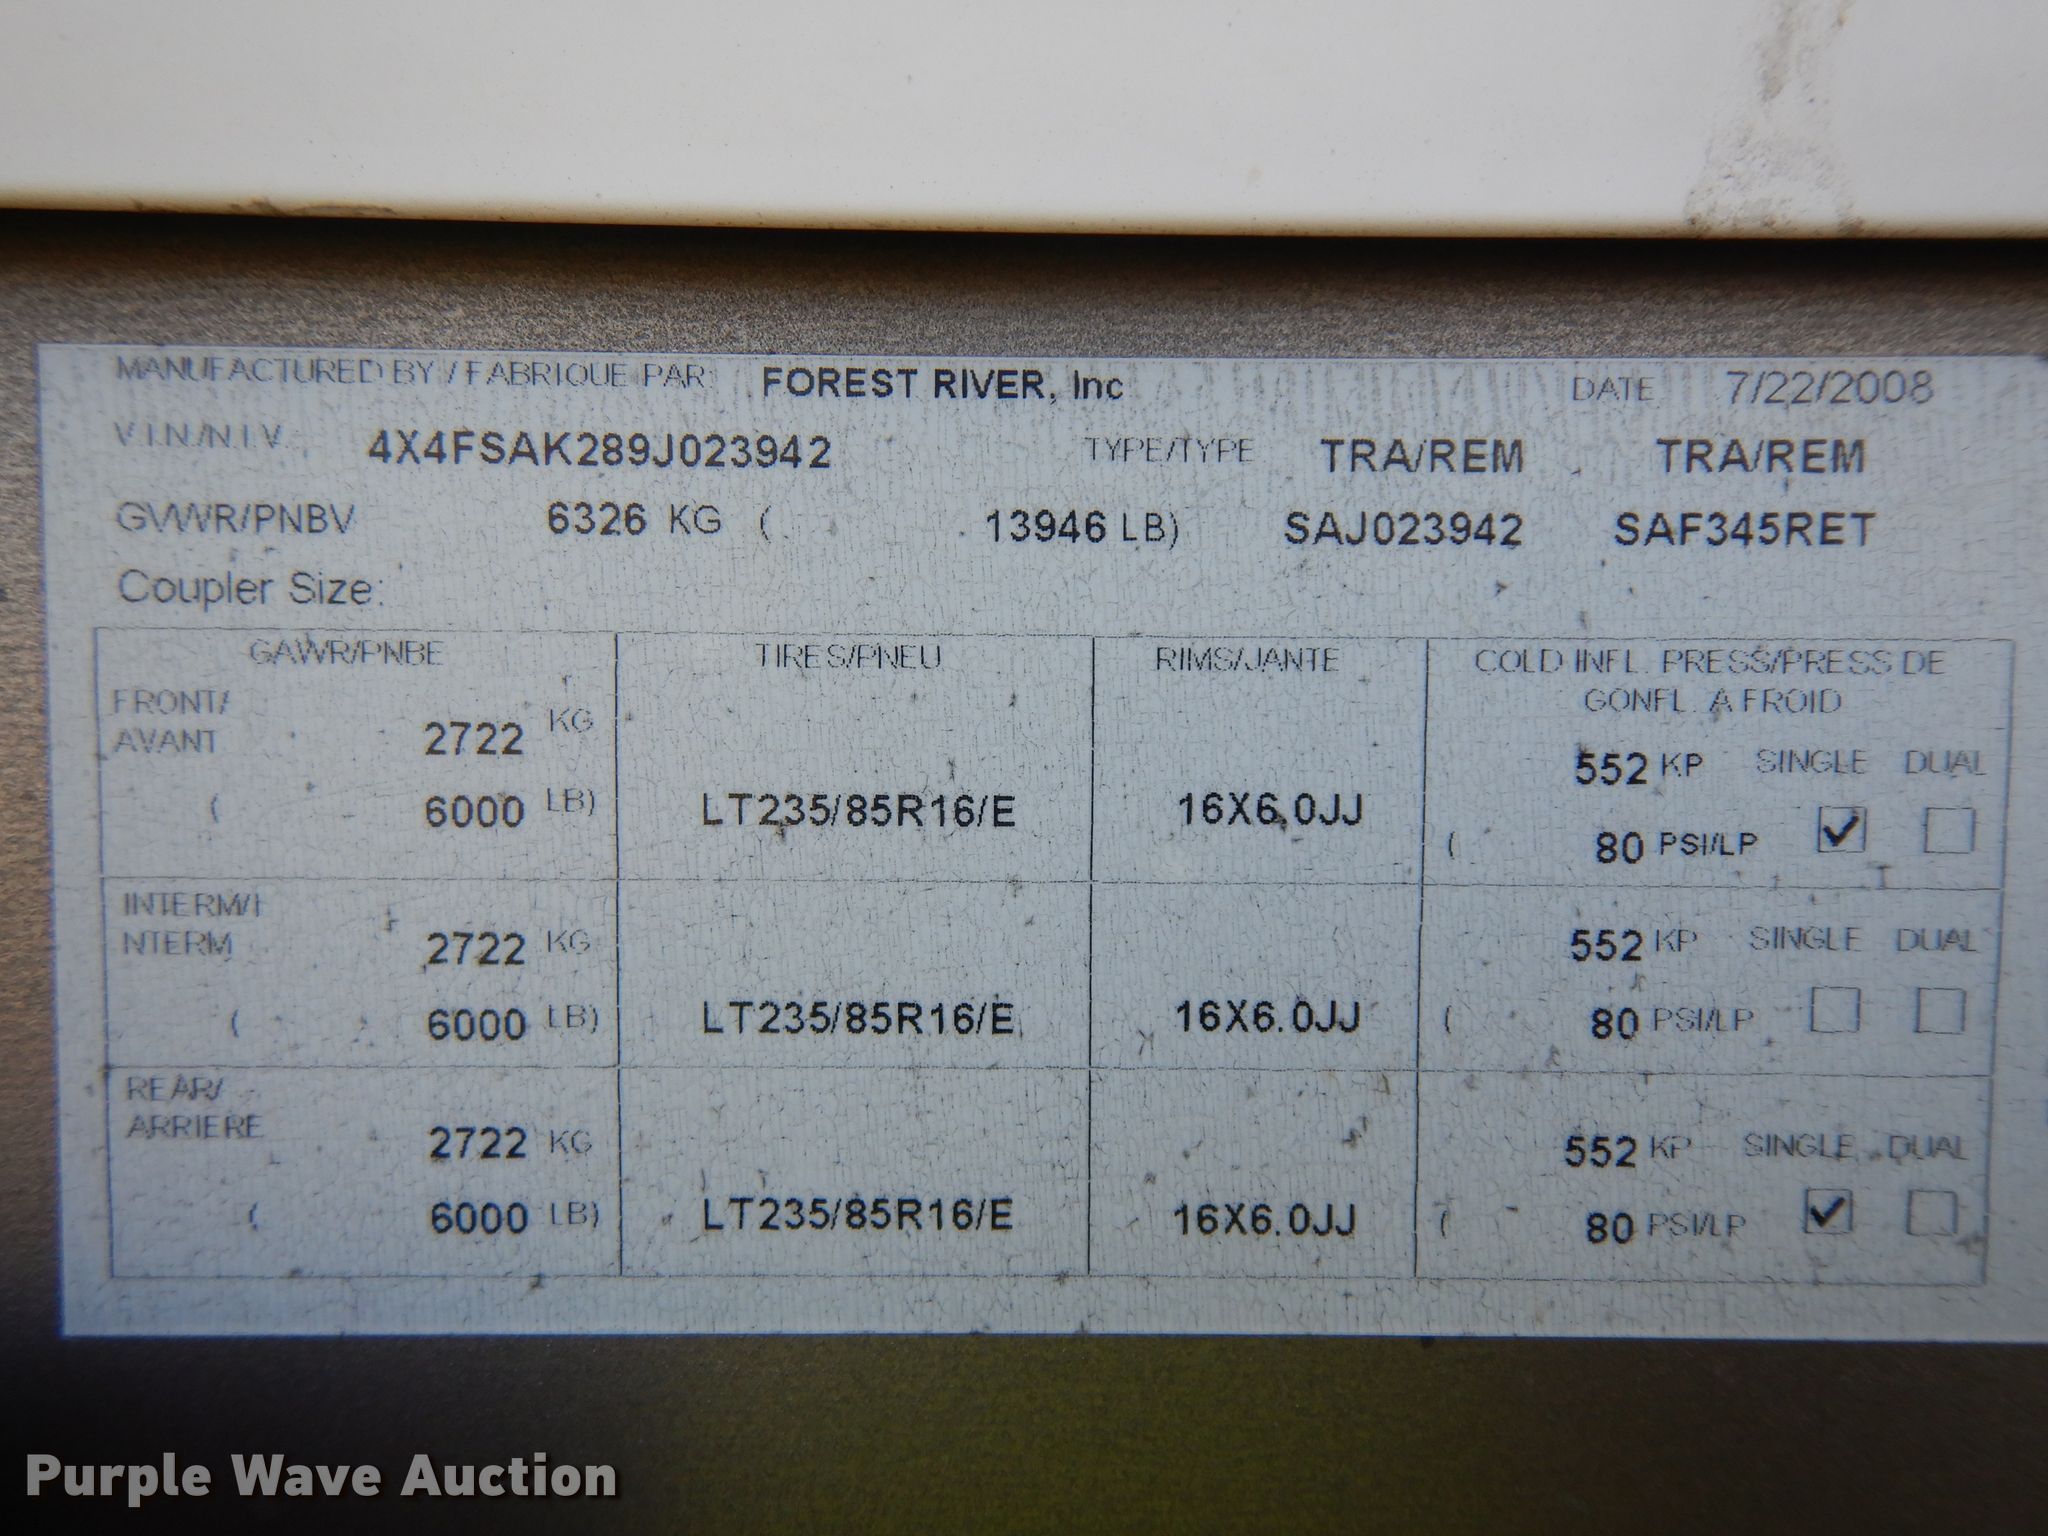 MANUFACTURED BY / FABRIQUE PAR: FOREST RIVER, Inc DATE 7/22/2008
V.I.N./N.I.V. 4X4FSAK289J023942 TYPE/TYPE TRA/REM TRA/REM
GVWR/PNBV 6326 KG ( 13946 LB) SAJ023942 SAF345RET
Coupler Size:
GAWR/PNBE TIRES/PNEU RIMS/JANTE COLD INFL. PRESS/PRESS DE
GONFL. A FROID
FRONT/
AVANT 2722 KG 552 KP SINGLE DUAL
( 6000 LB) LT235/85R16/E 16X6.0JJ ( 80 PSI/LP
INTERM/I
NTERM 2722 KG 552 KP SINGLE DUAL
( 6000 LB) LT235/85R16/E 16X6.0JJ ( 80 PSI/LP
REAR/
ARRIERE 2722 KG 552 KP SINGLE DUAL
( 6000 LB) LT235/85R16/E 16X6.0JJ ( 80 PSI/LP
Purple Wave Auction